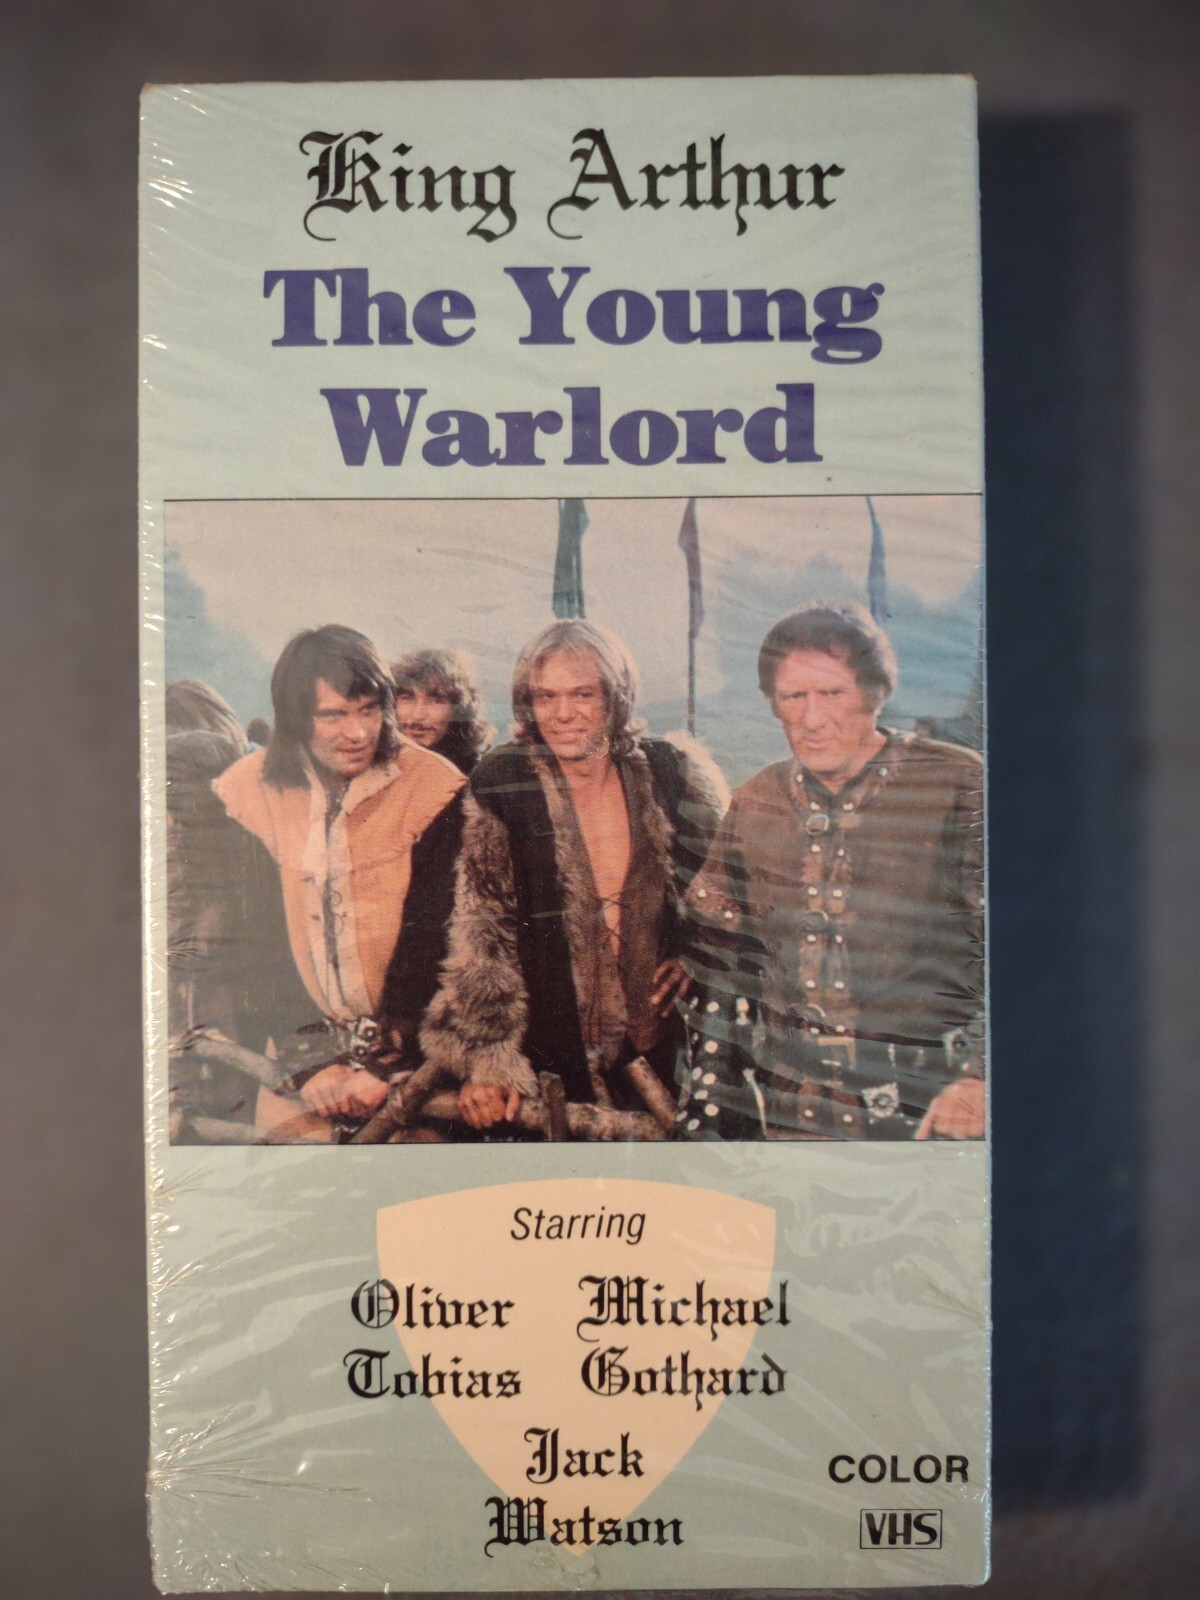 King Arthur
The Young
Warlord
Starring
Oliver Michael
Tobias Gothard
Jack
Watson
COLOR
VHS